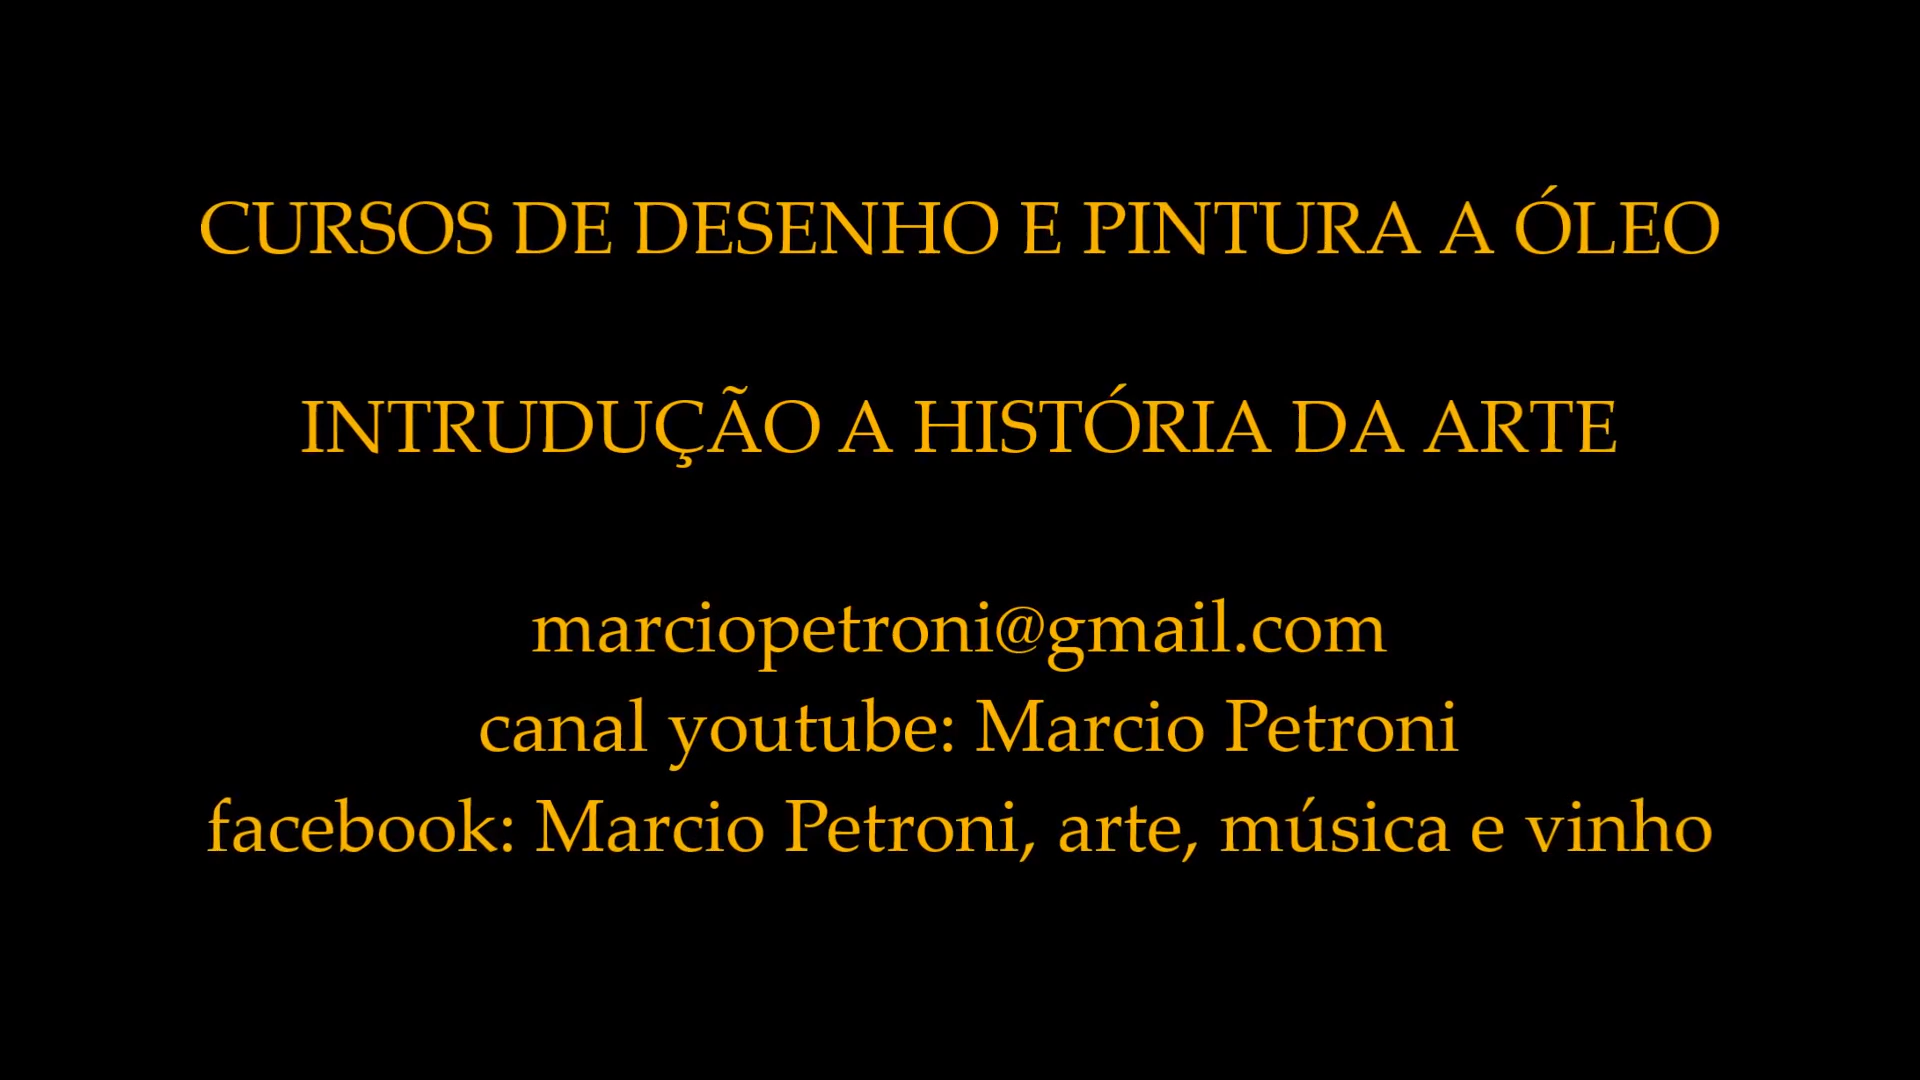 CURSOS DE DESENHO E PINTURA A ÓLEO
INTRUDUÇÃO A HISTÓRIA DA ARTE
marciopetroni@gmail.com
canal youtube: Marcio Petroni
facebook: Marcio Petroni, arte, música e vinho